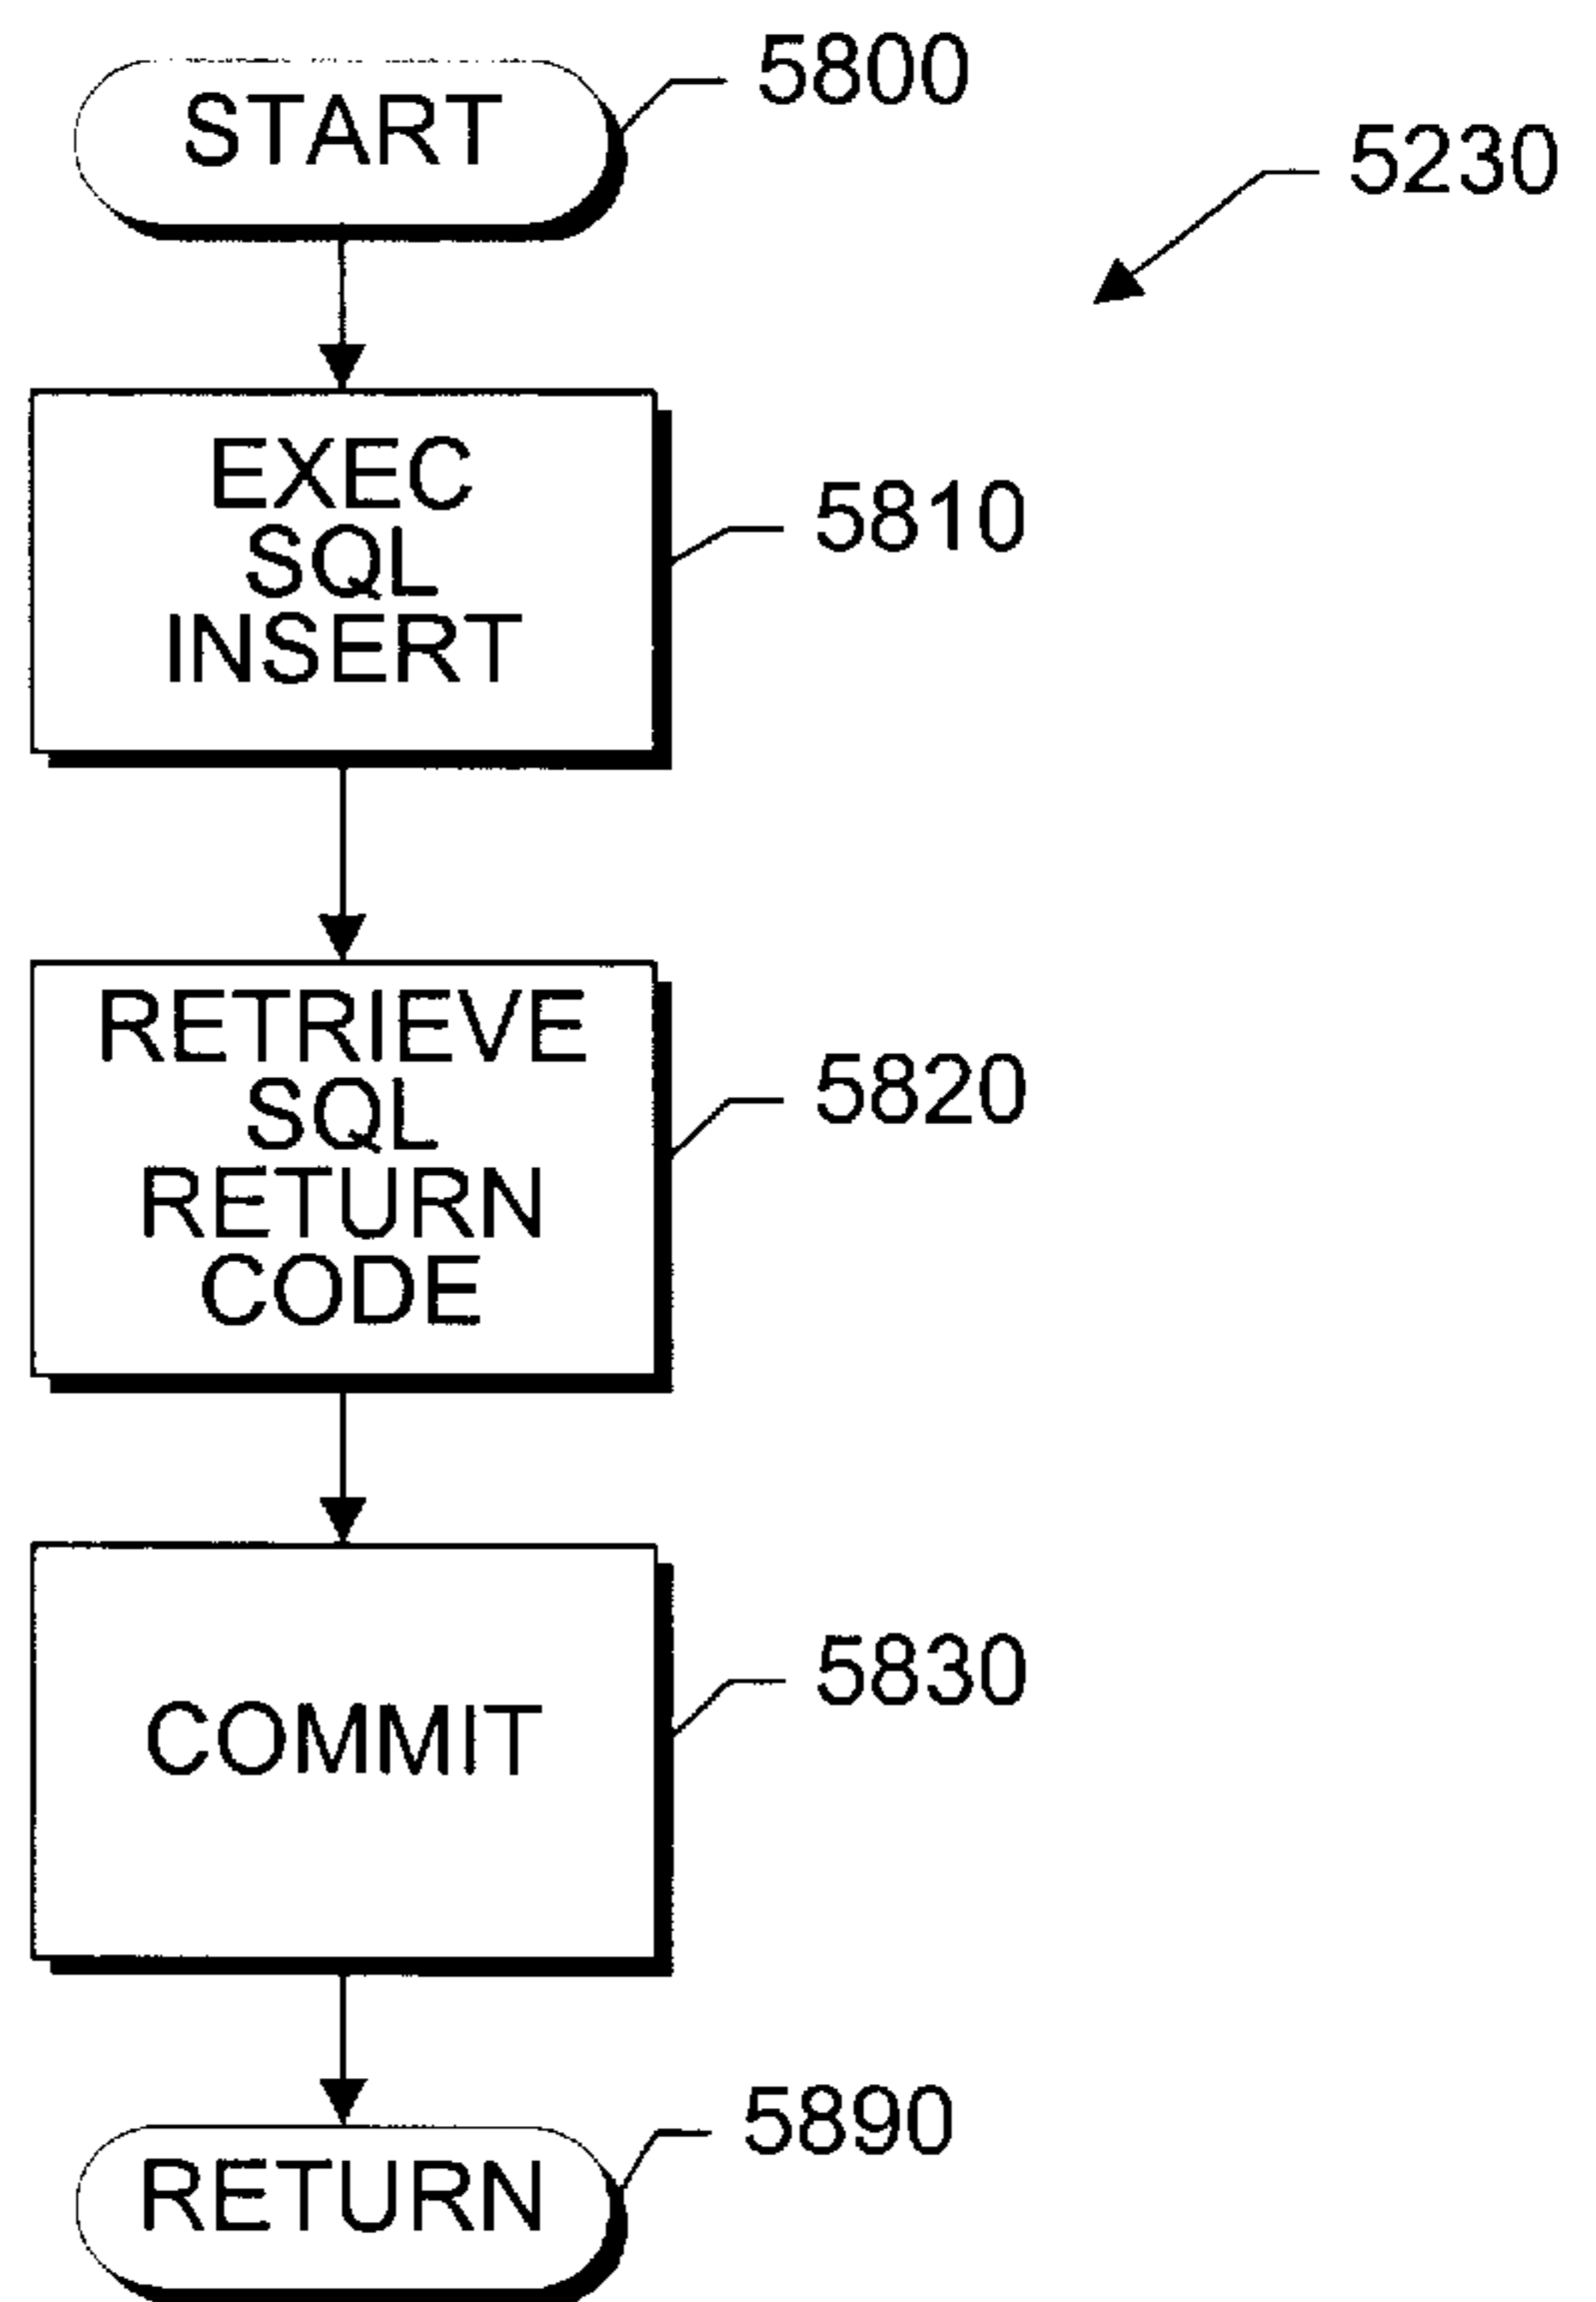 START
5800
5230
EXEC
SQL
INSERT
5810
RETRIEVE
SQL
RETURN
CODE
5820
COMMIT
5830
RETURN
5890